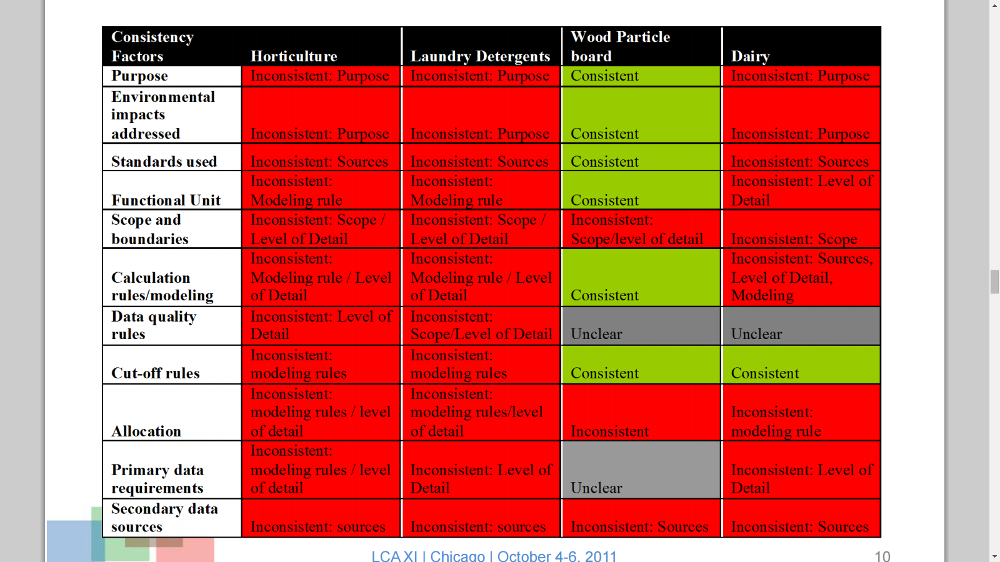 Consistency
Factors
Horticulture
Laundry Detergents
Wood Particle
board
Dairy
Purpose
Inconsistent: Purpose
Inconsistent: Purpose
Consistent
Inconsistent: Purpose
Environmental
impacts
addressed
Inconsistent: Purpose
Inconsistent: Purpose
Consistent
Inconsistent: Purpose
Standards used
Inconsistent: Sources
Inconsistent: Sources
Consistent
Inconsistent: Sources
Functional Unit
Inconsistent:
Modeling rule
Inconsistent:
Modeling rule
Consistent
Inconsistent: Level of
Detail
Scope and
boundaries
Inconsistent: Scope /
Level of Detail
Inconsistent: Scope /
Level of Detail
Inconsistent:
Scope/level of detail
Inconsistent: Scope
Calculation
rules/modeling
Inconsistent:
Modeling rule / Level
of Detail
Inconsistent:
Modeling rule / Level
of Detail
Consistent
Inconsistent: Sources,
Level of Detail,
Modeling
Data quality
rules
Inconsistent: Level of
Detail
Inconsistent:
Scope/Level of Detail
Unclear
Unclear
Cut-off rules
Inconsistent:
modeling rules
Inconsistent:
modeling rules
Consistent
Consistent
Allocation
Inconsistent:
modeling rules / level
of detail
Inconsistent:
modeling rules/level
of detail
Inconsistent
Inconsistent:
modeling rule
Primary data
requirements
Inconsistent:
modeling rules / level
of detail
Inconsistent: Level of
Detail
Unclear
Inconsistent: Level of
Detail
Secondary data
sources
Inconsistent: sources
Inconsistent: sources
Inconsistent: Sources
Inconsistent: Sources
LCA XI | Chicago | October 4-6, 2011
10